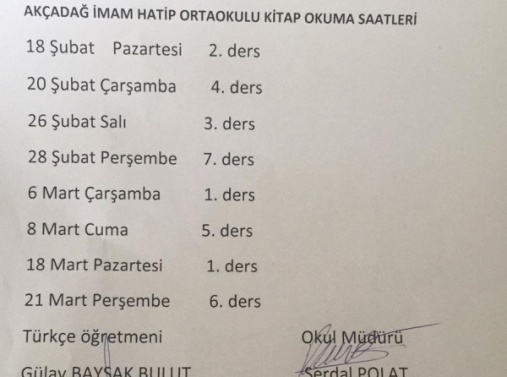 AKÇADAĞ İMAM HATİP ORTAOKULU KİTAP OKUMA SAATLERİ
18 Şubat Pazartesi 2. ders
20 Şubat Çarşamba 4. ders
26 Şubat Salı 3. ders
28 Şubat Perşembe 7. ders
6 Mart Çarşamba 1. ders
8 Mart Cuma 5. ders
18 Mart Pazartesi 1. ders
21 Mart Perşembe 6. ders
Türkçe öğretmeni Okul Müdürü
Gülay BAYSAK BULUT Serdal POLAT